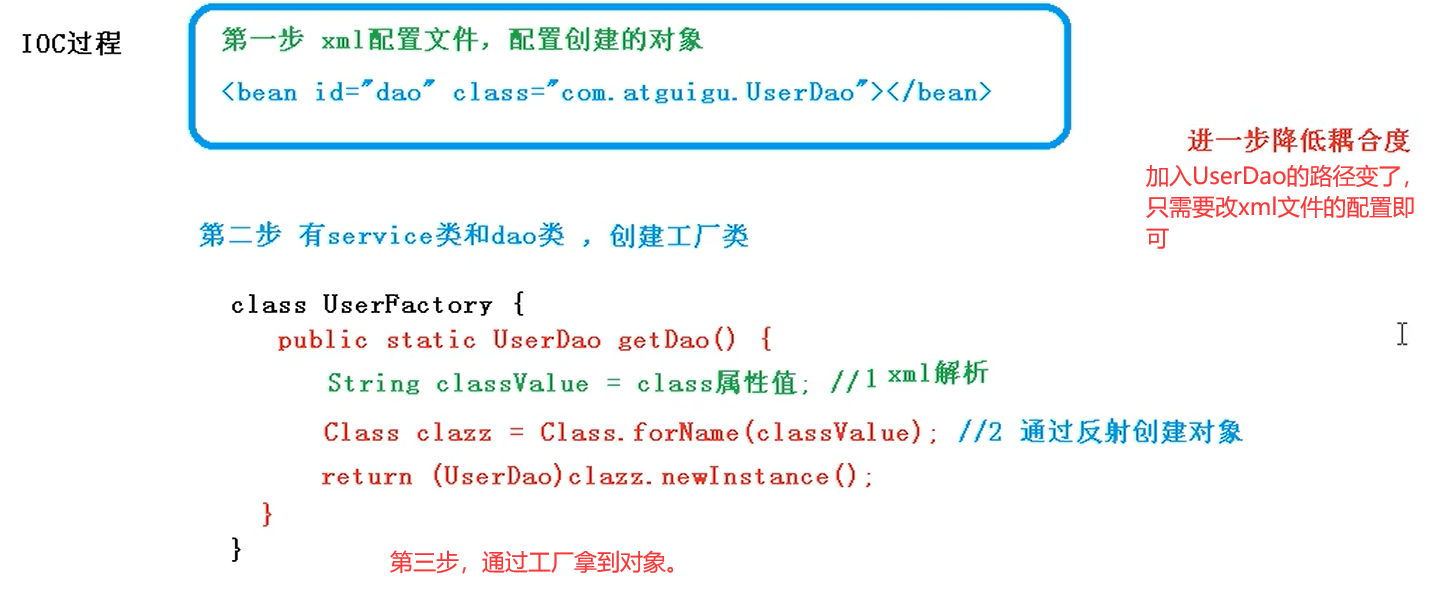 IOC过程
第一步 xml配置文件，配置创建的对象
<bean id="dao" class="com.atguigu.UserDao"></bean>
进一步降低耦合度
加入UserDao的路径变了，
只需要改xml文件的配置即
可
第二步 有service类和dao类 ，创建工厂类
class UserFactory {
public static UserDao getDao() {
String classValue = class属性值; //1 xml解析
Class clazz = Class.forName(classValue); //2 通过反射创建对象
return (UserDao)clazz.newInstance();
}
}
第三步，通过工厂拿到对象。